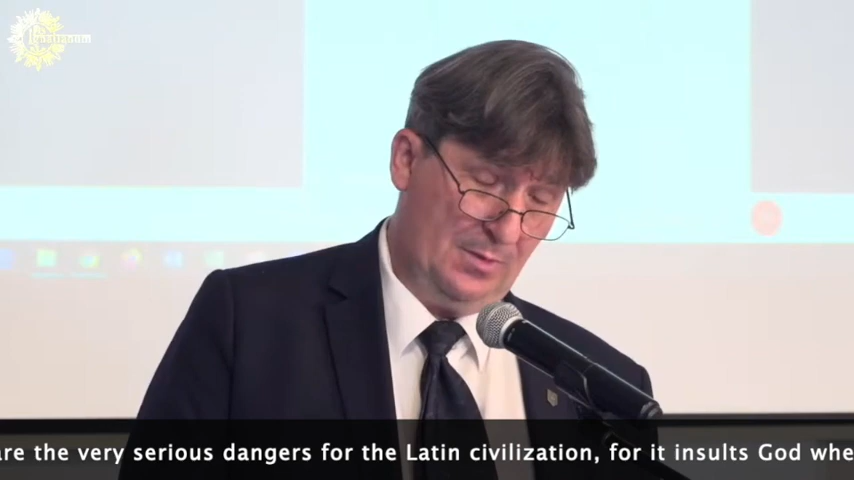 are the very serious dangers for the Latin civilization, for it insults God whe